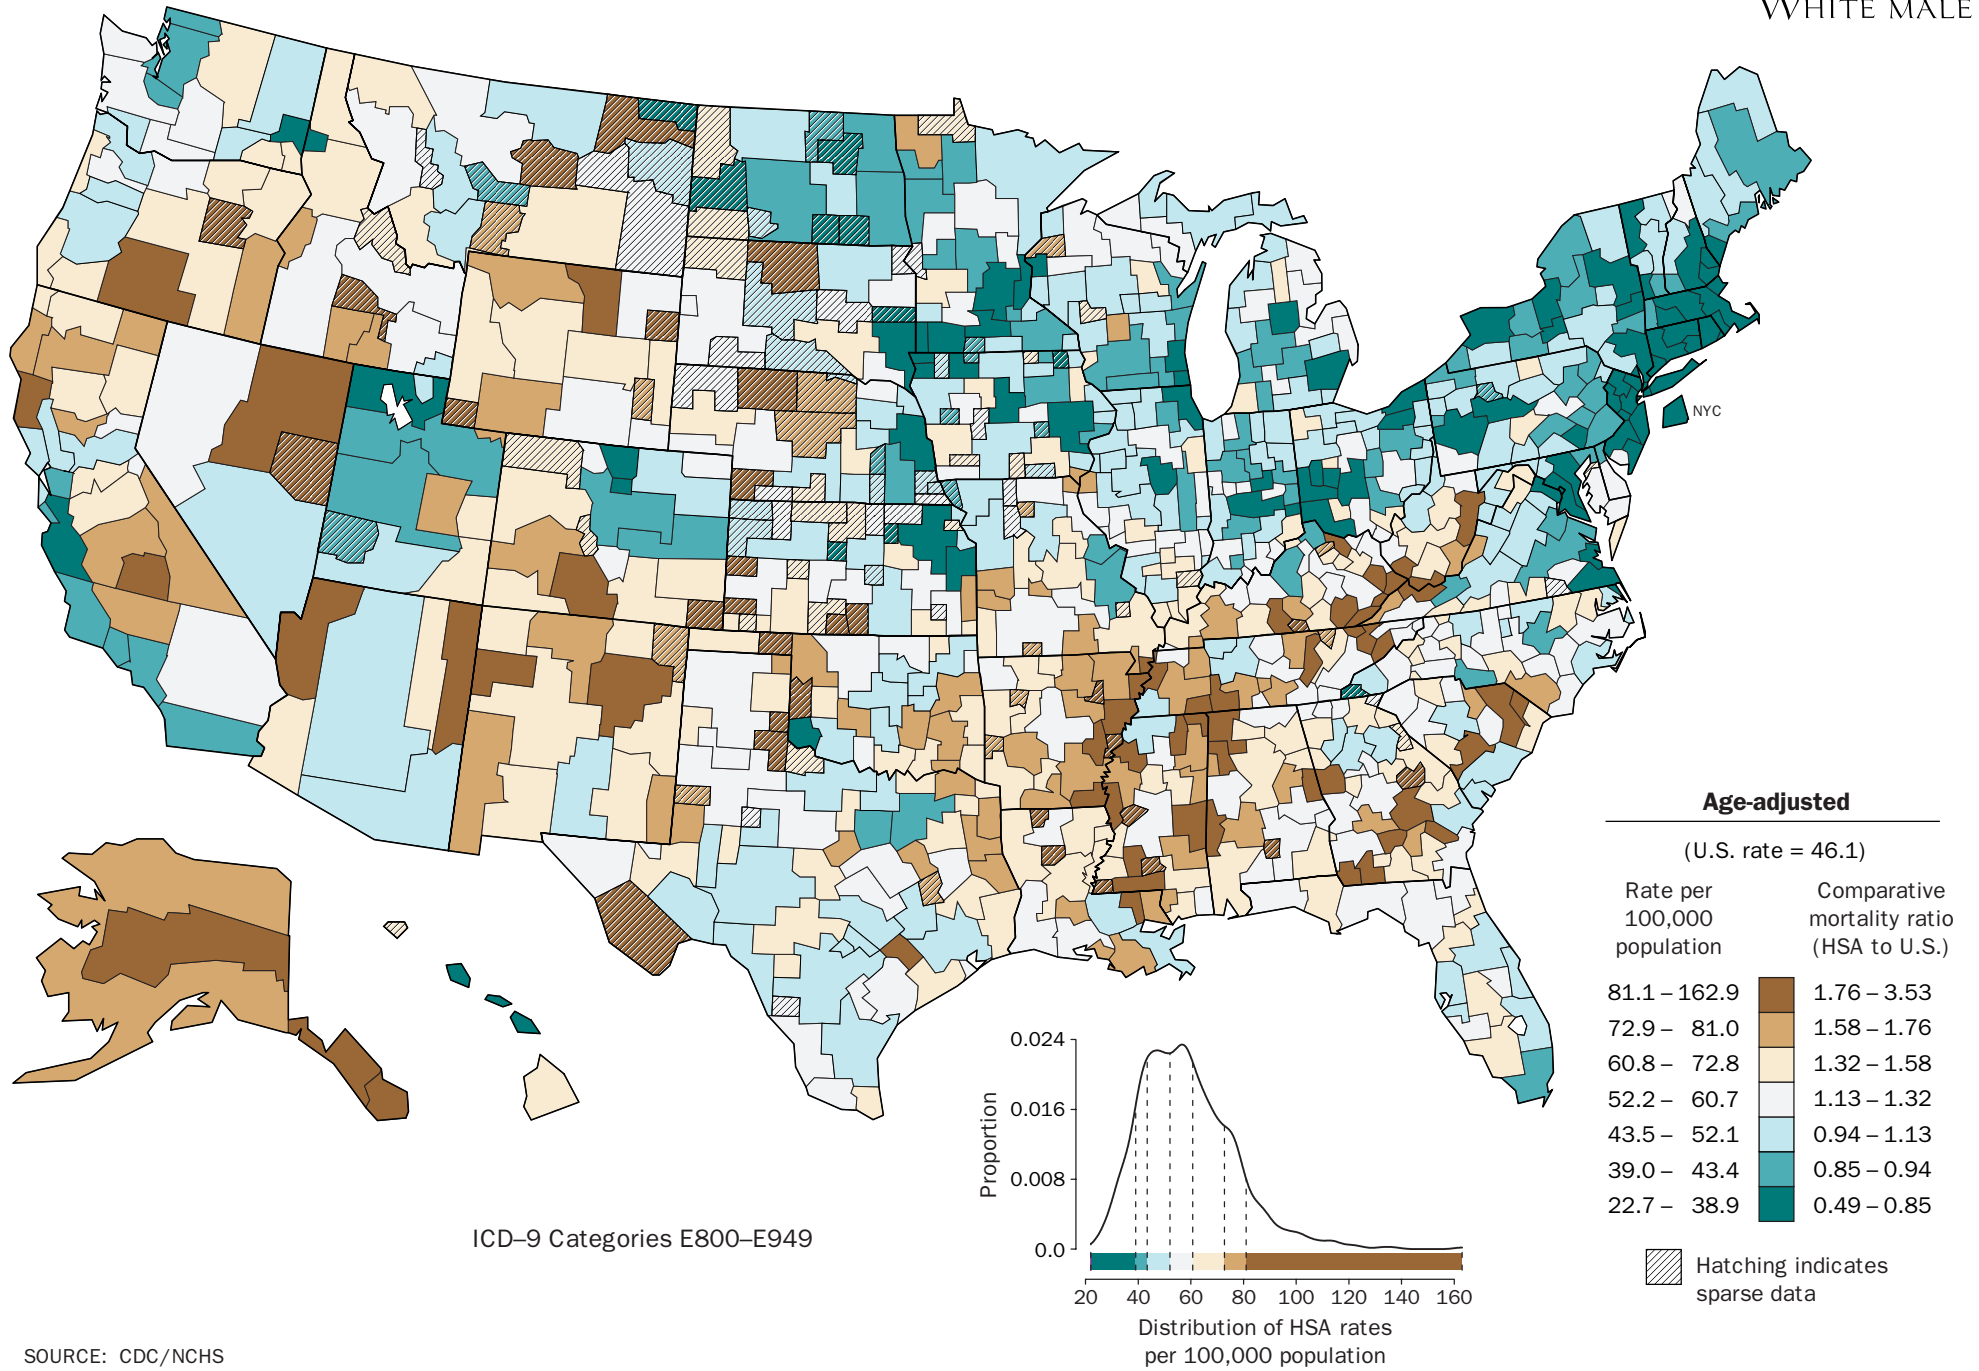 WHITE MALE
NYC
Age-adjusted
(U.S. rate = 46.1)
Rate per
100,000
population
Comparative
mortality ratio
(HSA to U.S.)
81.1 – 162.9 1.76 – 3.53
72.9 – 81.0 1.58 – 1.76
60.8 – 72.8 1.32 – 1.58
52.2 – 60.7 1.13 – 1.32
43.5 – 52.1 0.94 – 1.13
39.0 – 43.4 0.85 – 0.94
22.7 – 38.9 0.49 – 0.85
Hatching indicates
sparse data
0.024
0.016
0.008
0.0
Proportion
20 40 60 80 100 120 140 160
Distribution of HSA rates
per 100,000 population
ICD–9 Categories E800–E949
SOURCE: CDC/NCHS